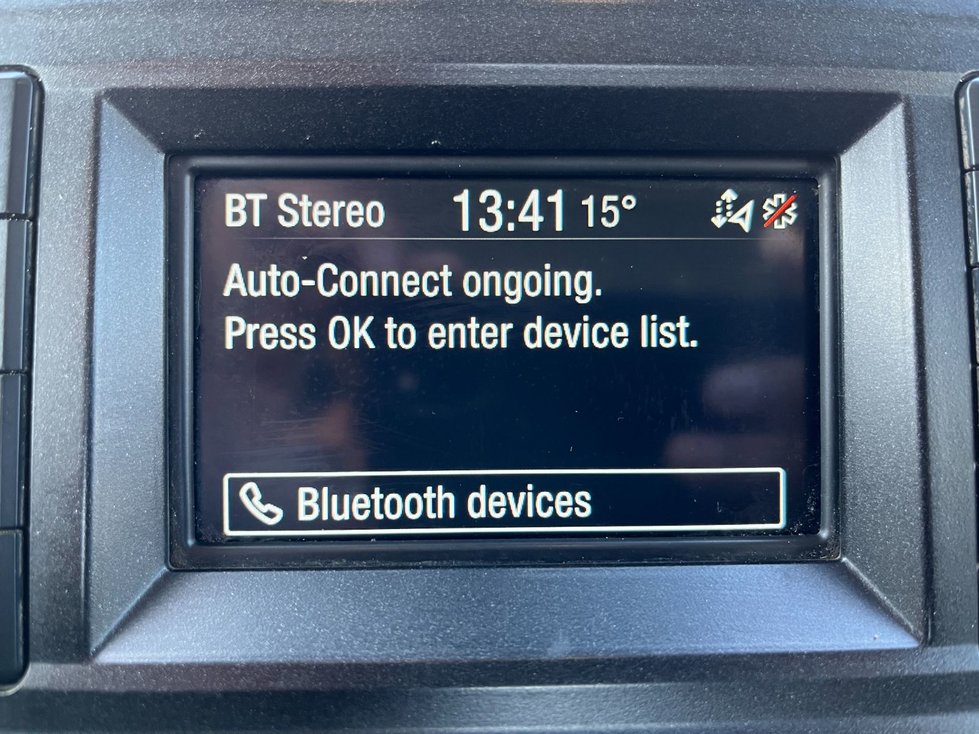 BT Stereo 13:41 15°
Auto-Connect ongoing.
Press OK to enter device list.
Bluetooth devices